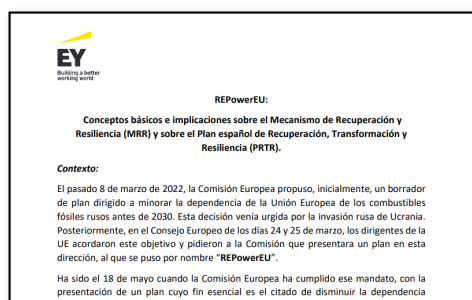 EY
Building a better
working world
REPowerEU:
Conceptos básicos e implicaciones sobre el Mecanismo de Recuperación y
Resiliencia (MRR) y sobre el Plan español de Recuperación, Transformación y
Resiliencia (PRTR).
Contexto:
El pasado 8 de marzo de 2022, la Comisión Europea propuso, inicialmente, un borrador
de plan dirigido a minorar la dependencia de la Unión Europea de los combustibles
fósiles rusos antes de 2030. Esta decisión venía urgida por la invasión rusa de Ucrania.
Posteriormente, en el Consejo Europeo de los días 24 y 25 de marzo, los dirigentes de la
UE acordaron este objetivo y pidieron a la Comisión que presentara un plan en esta
dirección, al que se puso por nombre “REPowerEU”.
Ha sido el 18 de mayo cuando la Comisión Europea ha cumplido ese mandato, con la
presentación de un plan cuyo fin esencial es el citado de disminuir la dependencia